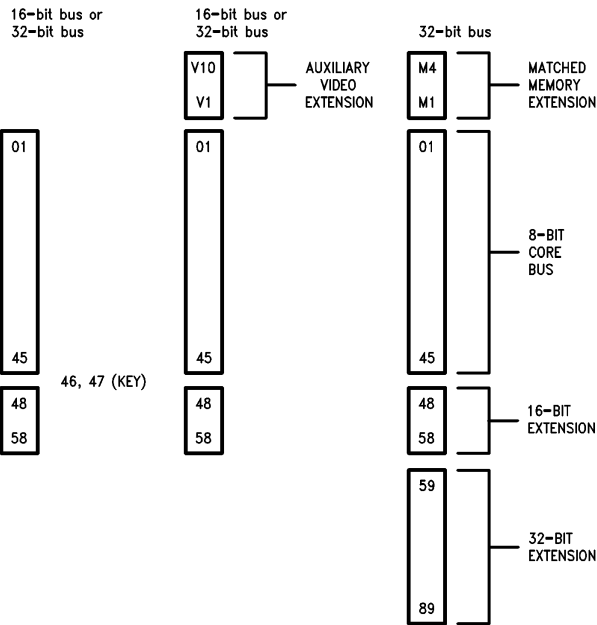 16-bit bus or
32-bit bus
16-bit bus or
32-bit bus
32-bit bus
V10
V1
AUXILIARY
VIDEO
EXTENSION
M4
M1
MATCHED
MEMORY
EXTENSION
01
45
01
45
01
45
8-BIT
CORE
BUS
46, 47 (KEY)
48
58
48
58
48
58
16-BIT
EXTENSION
59
89
32-BIT
EXTENSION